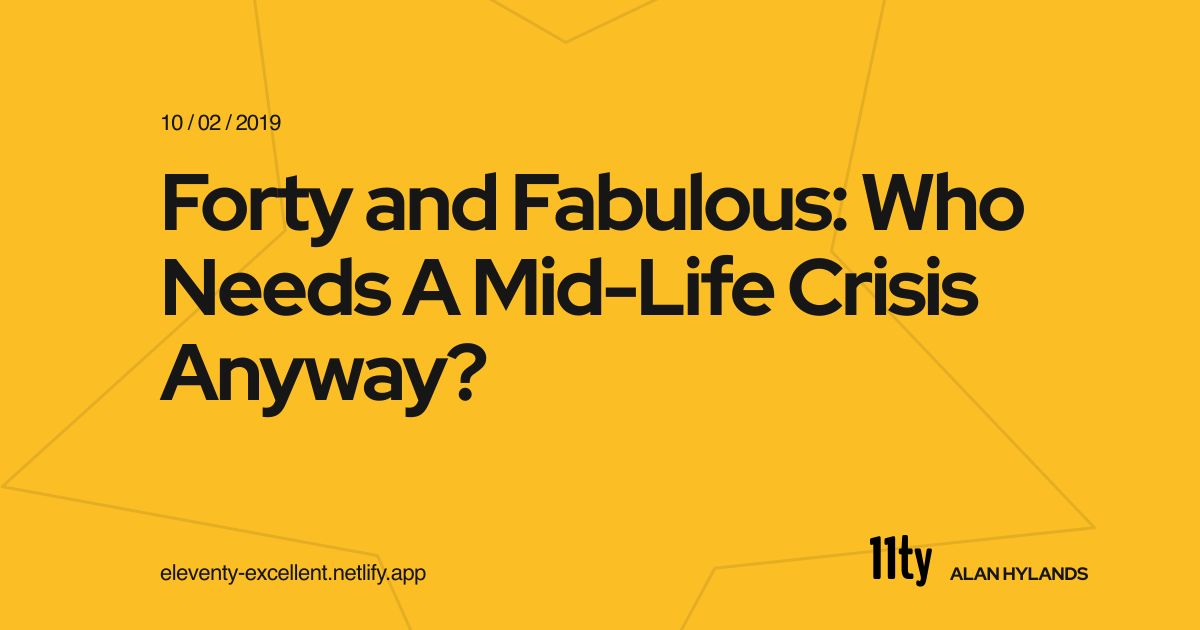 10 / 02 / 2019
Forty and Fabulous: Who
Needs A Mid-Life Crisis
Anyway?
eleventy-excellent.netlify.app
11ty ALAN HYLANDS